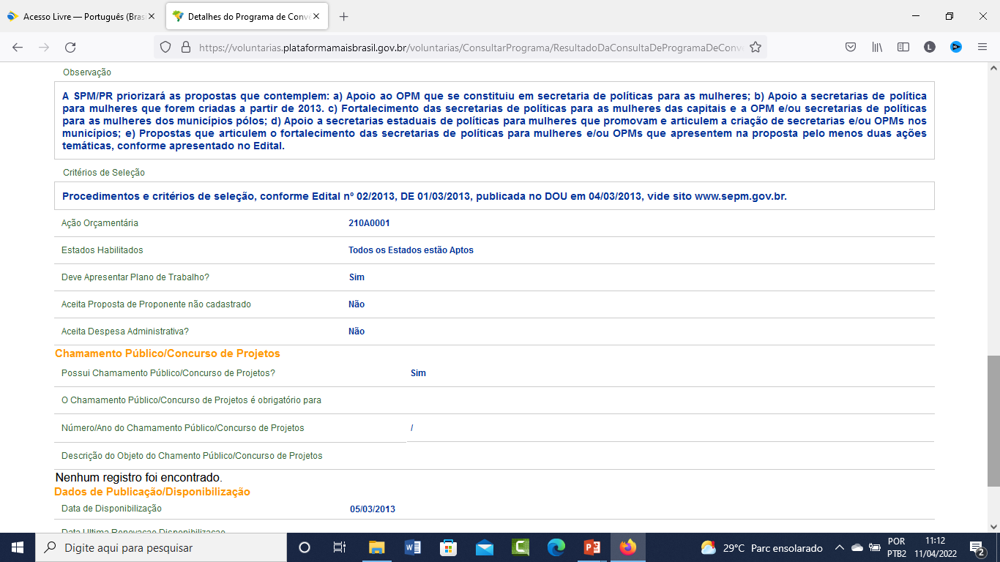 Acesso Livre — Português (Bras
Detalhes do Programa de Conv
https://voluntarias.plataformamaisbrasil.gov.br/voluntarias/ConsultarPrograma/ResultadoDaConsultaDeProgramaDeConv
Observação
A SPM/PR priorizará as propostas que contemplem: a) Apoio ao OPM que se constituiu em secretaria de políticas para as mulheres; b) Apoio a secretarias de política
para mulheres que forem criadas a partir de 2013. c) Fortalecimento das secretarias de políticas para as mulheres das capitais e a OPM e/ou secretarias de políticas
para as mulheres dos municípios pólos; d) Apoio a secretarias estaduais de políticas para mulheres que promovam e articulem a criação de secretarias e/ou OPMs nos
municípios; e) Propostas que articulem o fortalecimento das secretarias de políticas para mulheres e/ou OPMs que apresentem na proposta pelo menos duas ações
temáticas, conforme apresentado no Edital.
Critérios de Seleção
Procedimentos e critérios de seleção, conforme Edital nº 02/2013, DE 01/03/2013, publicada no DOU em 04/03/2013, vide sito www.sepm.gov.br.
Ação Orçamentária 210A0001
Estados Habilitados Todos os Estados estão Aptos
Deve Apresentar Plano de Trabalho? Sim
Aceita Proposta de Proponente não cadastrado Não
Aceita Despesa Administrativa? Não
Chamamento Público/Concurso de Projetos
Possui Chamamento Público/Concurso de Projetos? Sim
O Chamamento Público/Concurso de Projetos é obrigatório para
Número/Ano do Chamamento Público/Concurso de Projetos /
Descrição do Objeto do Chamento Público/Concurso de Projetos
Nenhum registro foi encontrado.
Dados de Publicação/Disponibilização
Data de Disponibilização 05/03/2013
Data Ultima Renovação Disponibilização
Digite aqui para pesquisar
29°C Parc ensolarado
POR
PTB2
11:12
11/04/2022
2